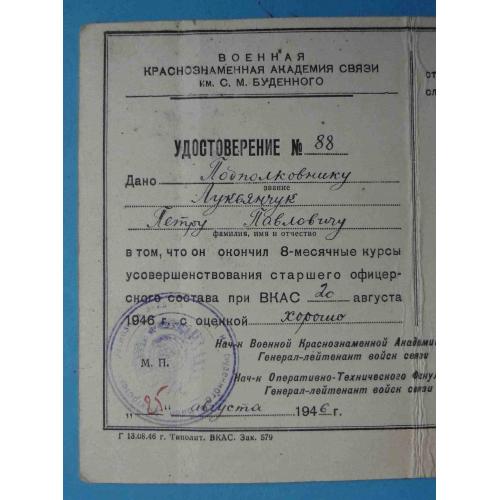 ВОЕННАЯ
КРАСНОЗНАМЕННАЯ АКАДЕМИЯ СВЯЗИ
им. С. М. БУДЕННОГО
УДОСТОВЕРЕНИЕ № 88
Дано Подполковнику
звание
Лукьянчук
Петру Павловичу
фамилия, имя и отчество
в том, что он окончил 8-месячные курсы
усовершенствования старшего офицер-
ского состава при ВКАС 20 августа
1946 г. с оценкой хорошо
Нач-к Военной Краснознаменной Академи
Генерал-лейтенант войск связи
М. П.
Нач-к Оперативно-Технического Факул
Генерал-лейтенант войск связи
„25" августа 1946 г.
Г 13.08.46 г. Типолит. ВКАС. Зак. 579
ст
сл